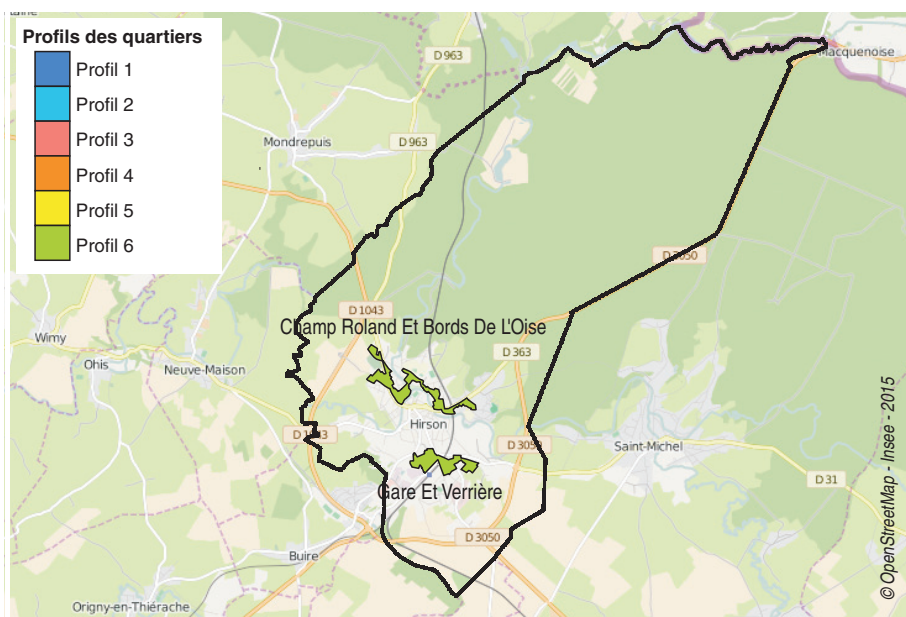 Profils des quartiers
Profil 1
Profil 2
Profil 3
Profil 4
Profil 5
Profil 6
D 963
Macquenoise
Mondrepuis
D 963
D 3050
D 1043
Champ Roland Et Bords De L'Oise
Wimy
Ohis
Neuve-Maison
D 363
Hirson
D 1043
D 3050
Saint-Michel
Gare Et Verrière
D 31
D 3050
Buire
Origny-en-Thiérache
© OpenStreetMap - Insee - 2015